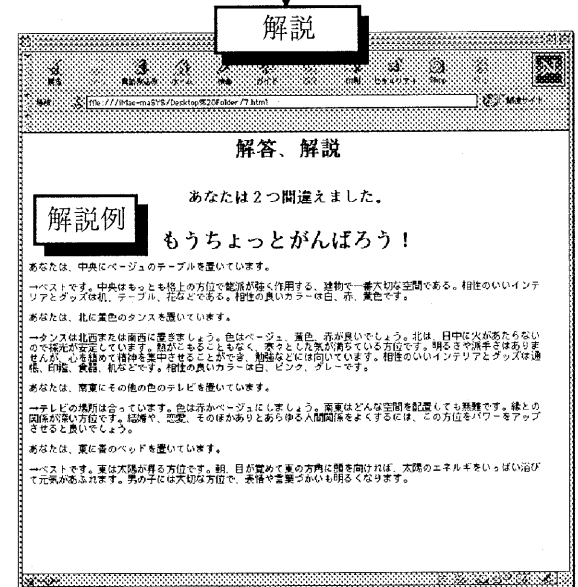 解説
file:///iMac-maSYS/Desktop%20Folder/7.html
解答、解説
あなたは2つ間違えました。
解説例
もうちょっとがんばろう!
あなたは、中央にベージュのテーブルを置いています。
→ベストです。中央はもっとも格上の方位で龍派が強く作用する、建物で一番大切な空間である。相性のいいインテ
リアとグッズは机、テーブル、花などである。相性の良いカラーは白、赤、黄色です。
あなたは、北に黄色のタンスを置いています。
→タンスは北西または南西に置きましょう。色はベージュ、黄色、赤が良いでしょう。北は、日中に火があたらない
ので採光が安定しています。熱がこもることもなく、寒々とした気が満ちている方位です。明るさや派手さはありま
せんが、心を極めて精神を集中させることができ、勉強などには向いています。相性のいいインテリアとグッズは通
帳、印鑑、食器、机などです。相性の良いカラーは白、ピンク、グレーです。
あなたは、南東にその他の色のテレビを置いています。
→テレビの場所は合っています。色は赤かベージュにしましょう。南東はどんな空間を配置しても無難です。縁との
関係が深い方位です。結婚や、恋愛、そのほかありとあらゆる人間関係をよくするには、この方位をパワーをアップ
させると良いでしょう。
あなたは、東に青のベッドを置いています。
→ベストです。東は太陽が昇る方位です。朝、目が覚めて東の方角に顔を向ければ、太陽のエネルギをいっぱい浴び
て元気があふれます。男の子には大切な方位で、表情や言葉づかいも明るくなります。